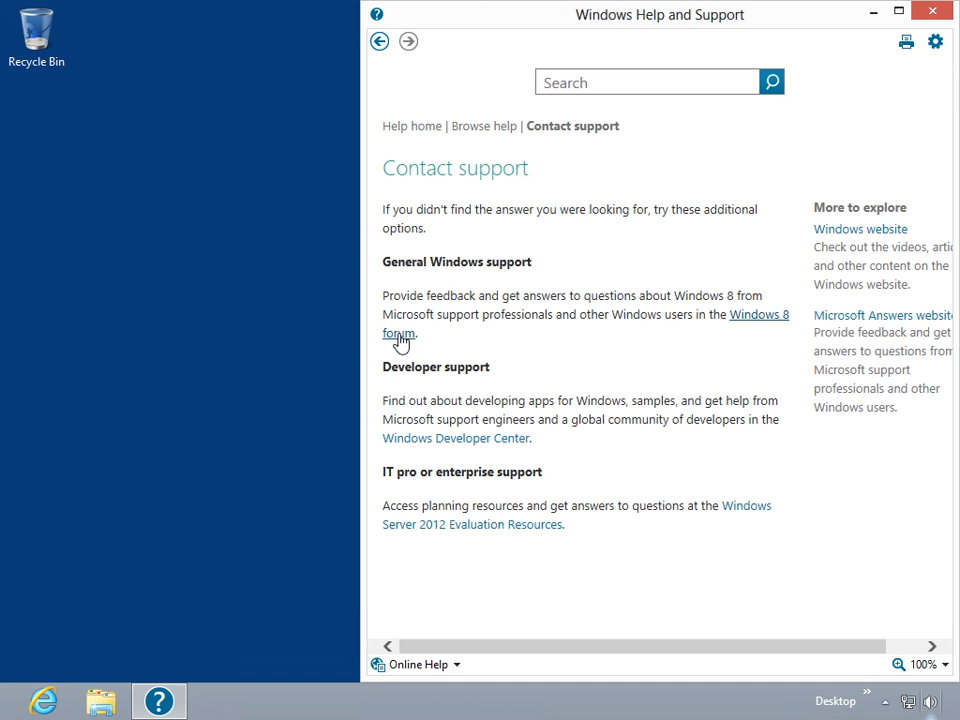 Recycle Bin
Windows Help and Support
Search
Help home | Browse help | Contact support
Contact support
If you didn't find the answer you were looking for, try these additional
options.
General Windows support
Provide feedback and get answers to questions about Windows 8 from
Microsoft support professionals and other Windows users in the Windows 8
forum.
Developer support
Find out about developing apps for Windows, samples, and get help from
Microsoft support engineers and a global community of developers in the
Windows Developer Center.
IT pro or enterprise support
Access planning resources and get answers to questions at the Windows
Server 2012 Evaluation Resources.
More to explore
Windows website
Check out the videos, artic
and other content on the
Windows website.
Microsoft Answers website
Provide feedback and get
answers to questions from
Microsoft support
professionals and other
Windows users.
Online Help
100%
Desktop